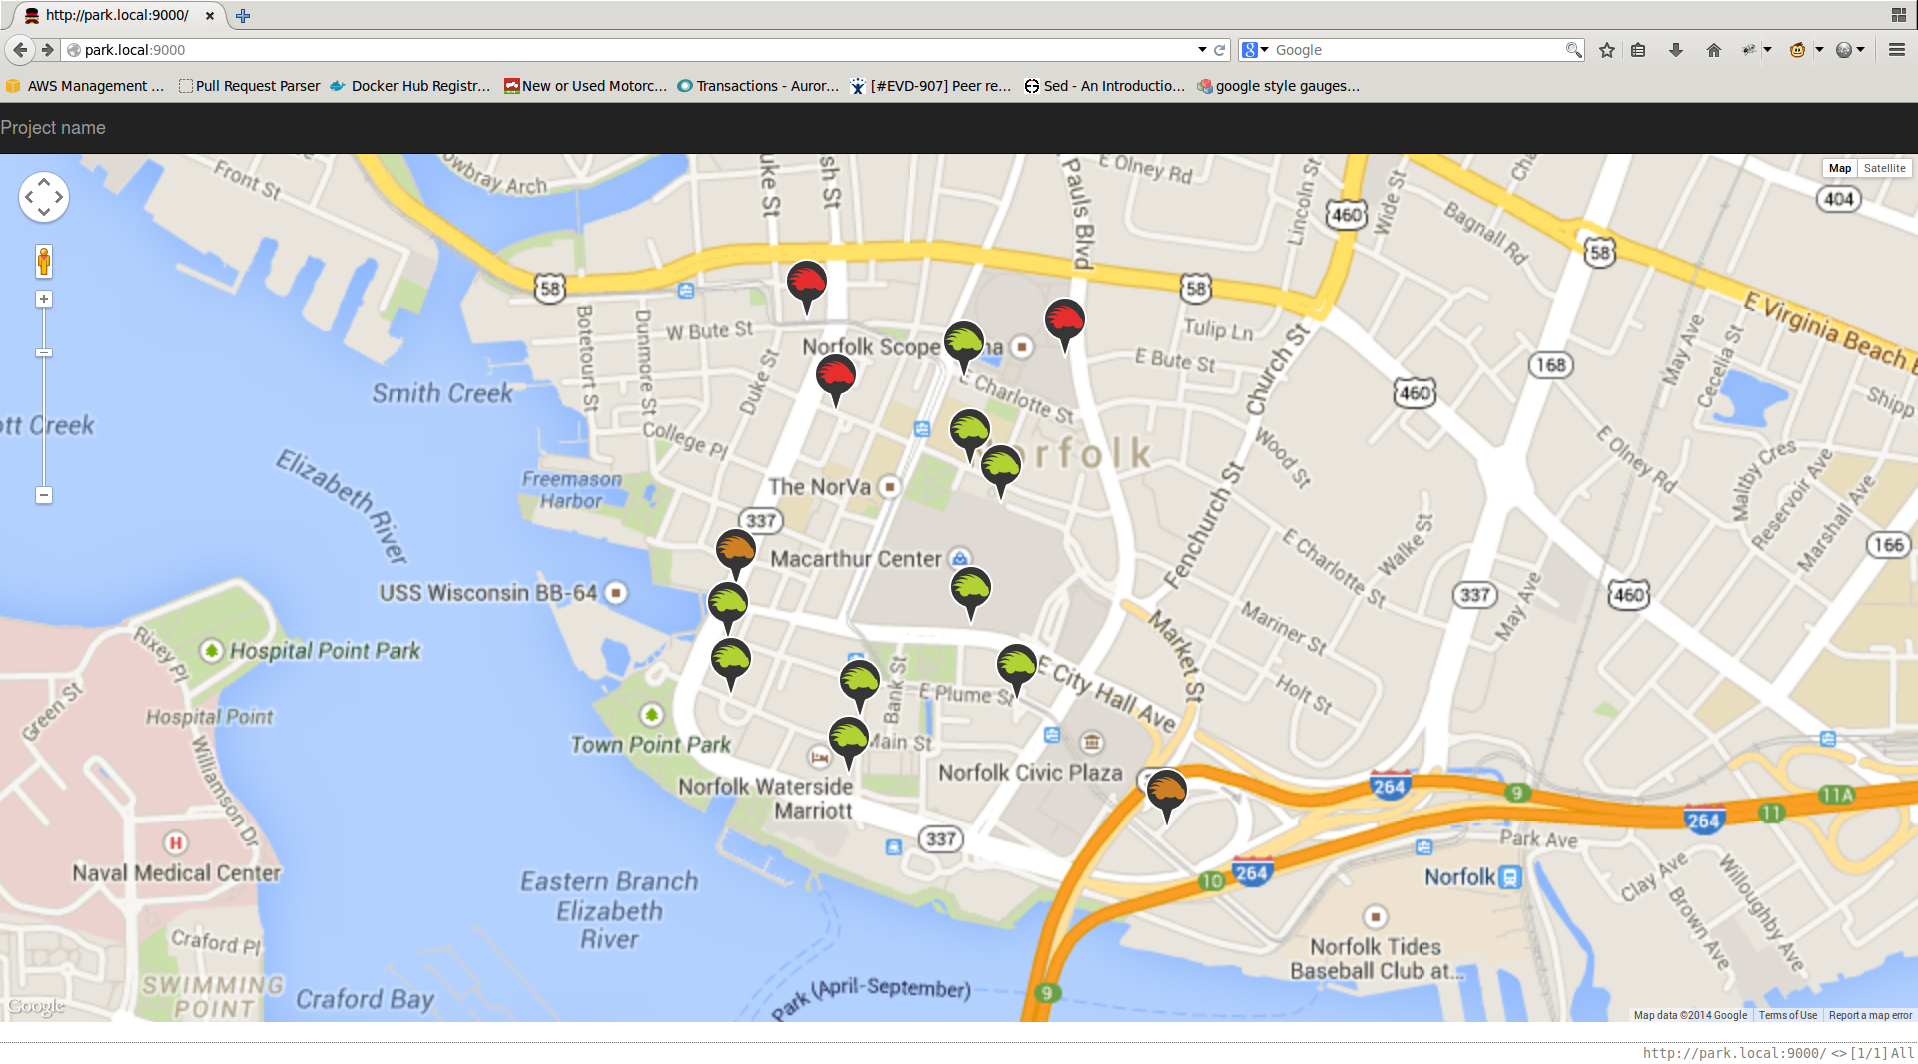 http://park.local:9000/
park.local:9000
Google
AWS Management ...
Pull Request Parser
Docker Hub Registr...
New or Used Motorc...
Transactions - Auror...
[#EVD-907] Peer re...
Sed - An Introductio...
google style gauges...
Project name
Map
Satellite
Front St
owbray Arch
uke St
sh St
Pauls Blvd
E Olney Rd
Lincoln St
460
Wide St
Bagnall Rd
Cha
404
58
58
58
E Virginia Beach B
W Bute St
Botetourt St
Dunmore St
Duke St
Norfolk Scope
na
Tulip Ln
E Bute St
E Charlotte St
Church St
460
168
May Ave
Cecelia St
Shipp
Smith Creek
ott Creek
College Pl
orfolk
Wood St
E Olney Rd
Maltby Cres
Reservoir Ave
Marshall Ave
Elizabeth River
Freemason
Harbor
The NorVa
337
Fenchurch St
166
Macarthur Center
E Charlotte St
Walke St
USS Wisconsin BB-64
337
May Ave
460
Rixey Pl
Hospital Point Park
Market St
Mariner St
Green St
Hospital Point
Bank St
E Plume St
E City Hall Ave
Holt St
Town Point Park
Main St
Williamson Dr
Norfolk Waterside
Marriott
Norfolk Civic Plaza
264
9
11A
11
264
337
Park Ave
Naval Medical Center
H
10
264
Norfolk
Clay Ave
Willoughby Ave
Brown Ave
Eastern Branch
Elizabeth
River
Craford Pl
Norfolk Tides
Baseball Club at...
SWIMMING
POINT
Craford Bay
Park (April-September)
9
Google
Map data ©2014 Google
Terms of Use
Report a map error
http://park.local:9000/ <> [1/1] All